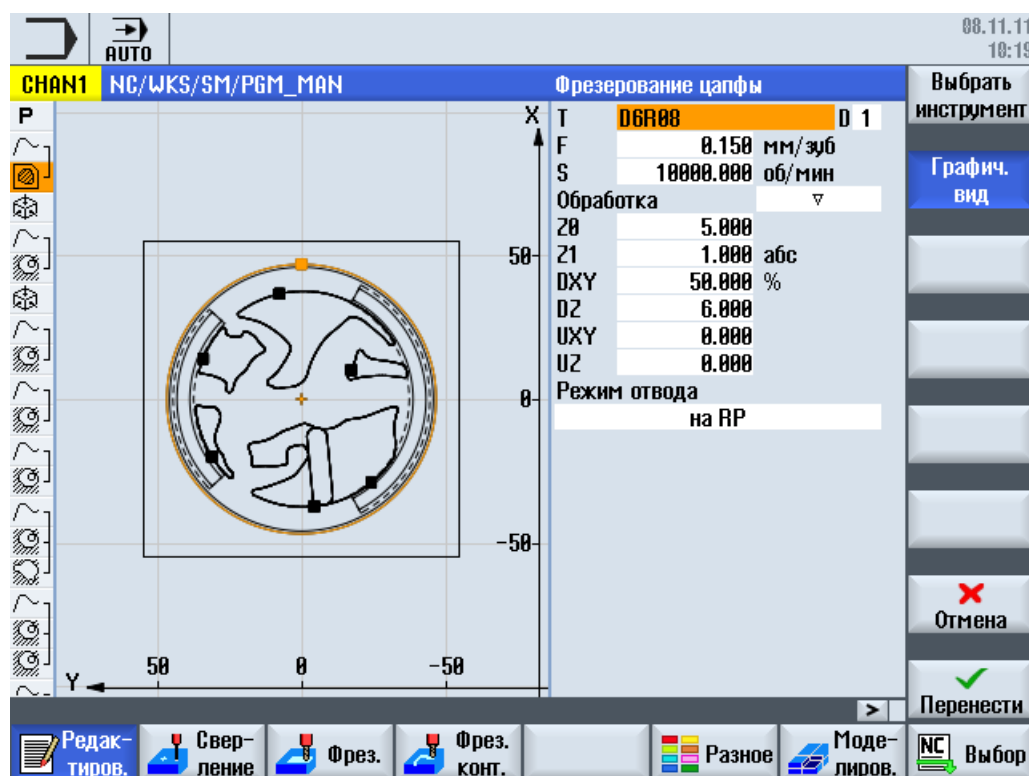 08.11.11
AUTO
10:19
CHAN1 NC/WKS/SM/PGM_MAN Фрезерование цапфы
Выбрать инструмент
P
X
T D6R08 D 1
F 0.150 мм/зуб
S 10000.000 об/мин
Графич. вид
Обработка ▿
Z0 5.000
50 Z1 1.000 абс
DXY 50.000 %
DZ 6.000
UXY 0.000
UZ 0.000
0 Режим отвода
на RP
-50
Отмена
50 0 -50
Y
Перенести
>
Редак-
тиров.
Свер-
ление
Фрез.
Фрез.
конт.
Разное
Моде-
лиров.
NC Выбор